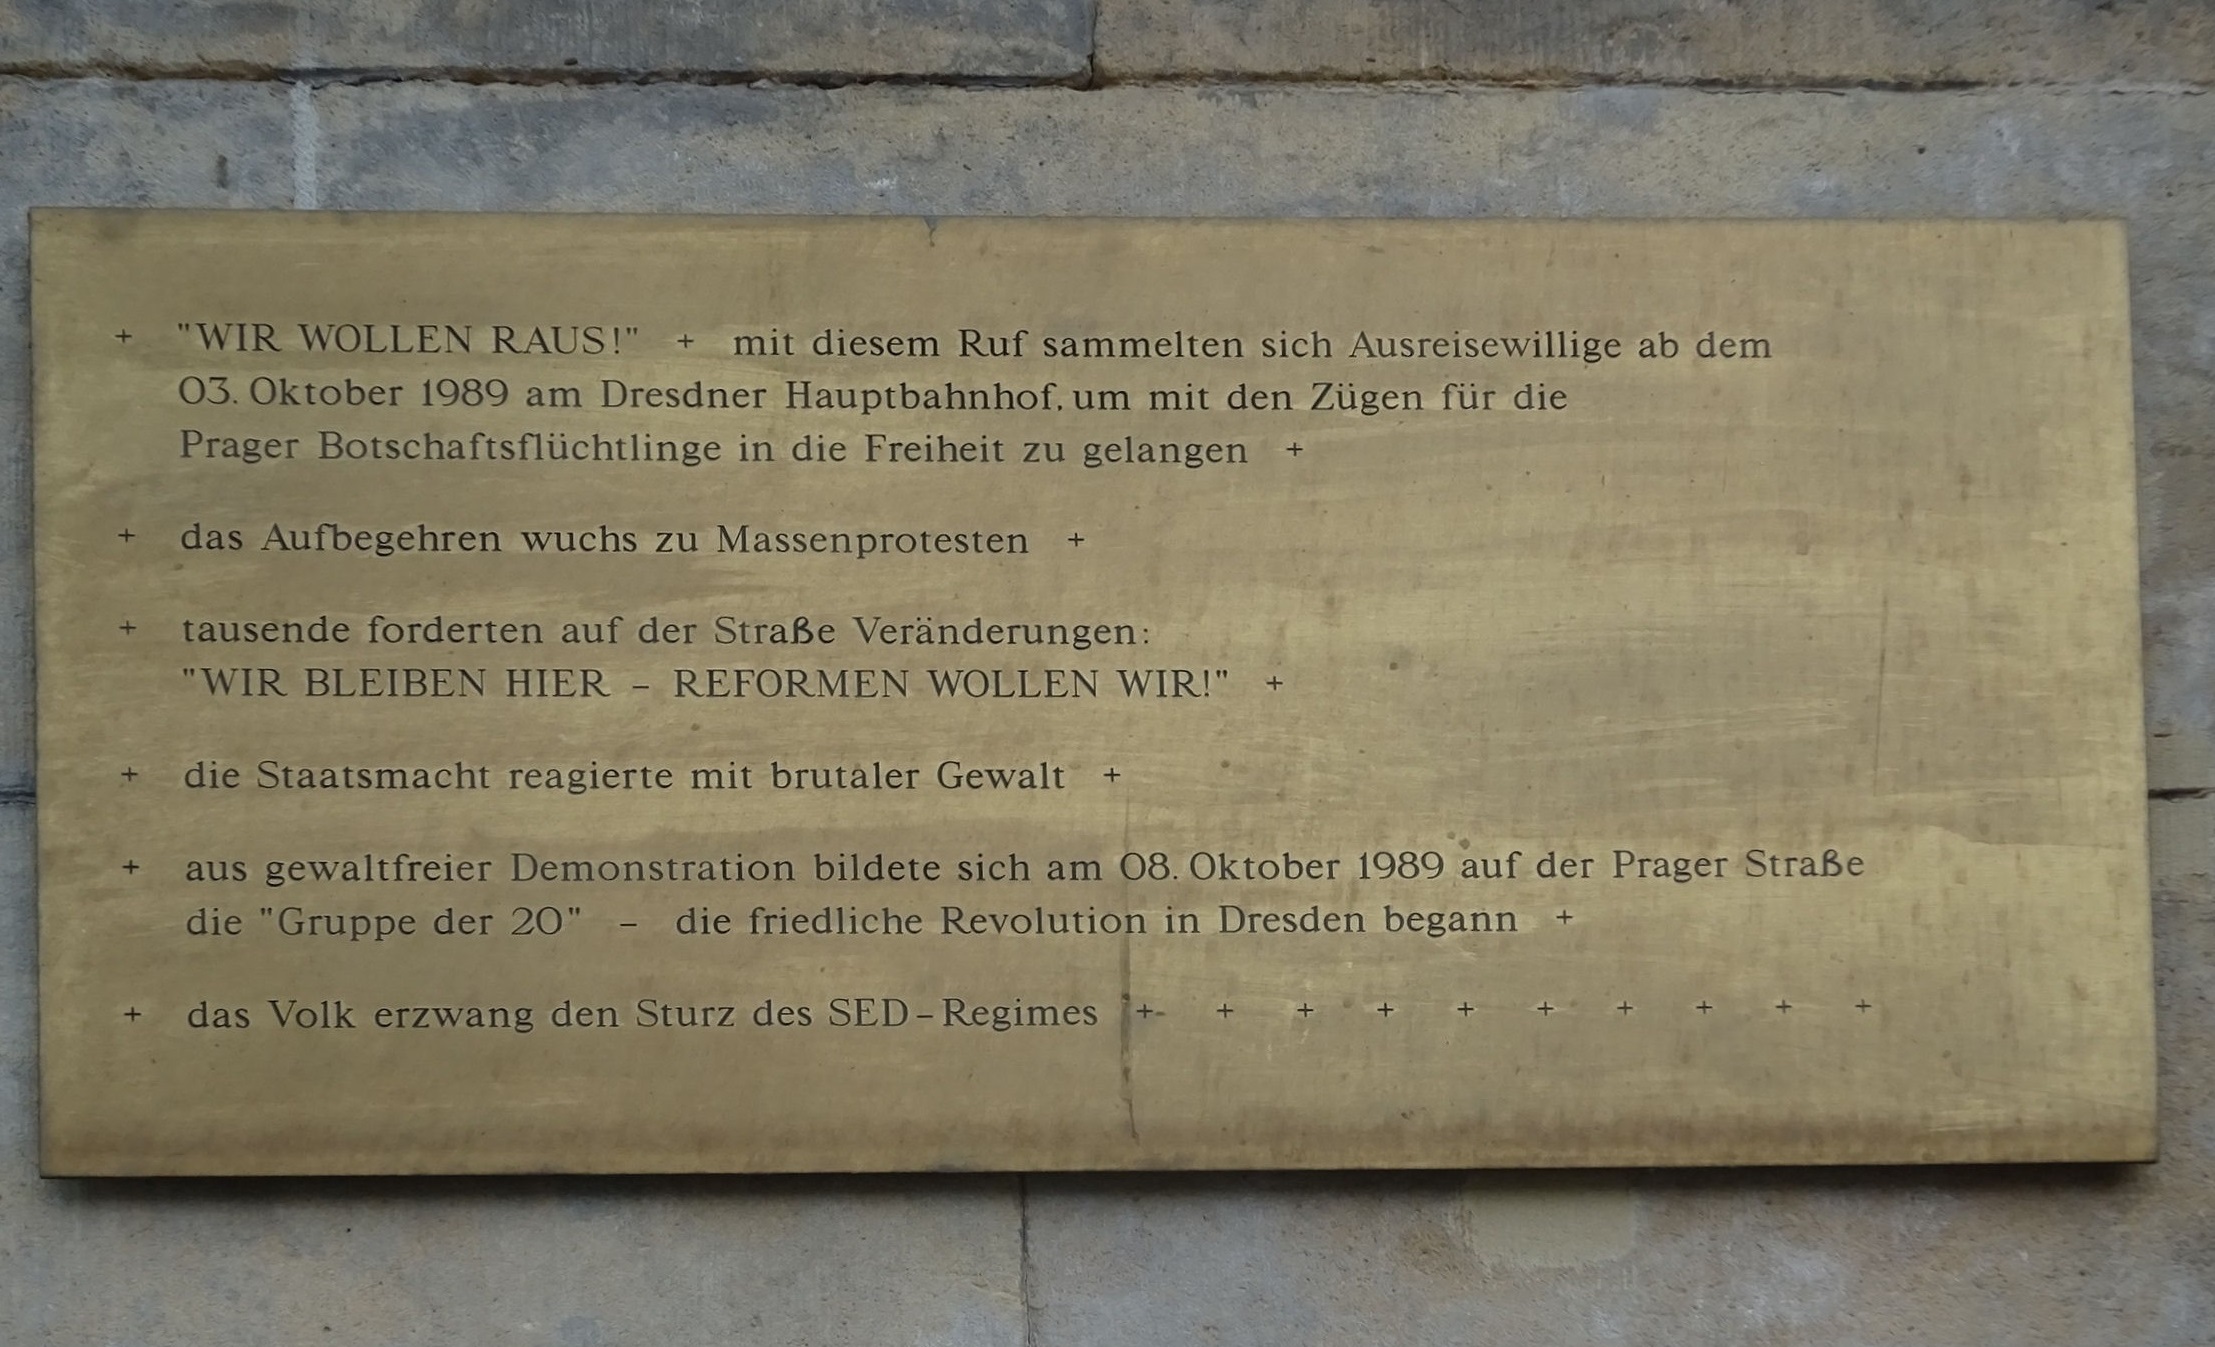 + "WIR WOLLEN RAUS!" + mit diesem Ruf sammelten sich Ausreisewillige ab dem
03. Oktober 1989 am Dresdner Hauptbahnhof, um mit den Zügen für die
Prager Botschaftsflüchtlinge in die Freiheit zu gelangen +
+ das Aufbegehren wuchs zu Massenprotesten +
+ tausende forderten auf der Straße Veränderungen:
"WIR BLEIBEN HIER – REFORMEN WOLLEN WIR!" +
+ die Staatsmacht reagierte mit brutaler Gewalt +
+ aus gewaltfreier Demonstration bildete sich am 08. Oktober 1989 auf der Prager Straße
die "Gruppe der 20" – die friedliche Revolution in Dresden begann +
+ das Volk erzwang den Sturz des SED-Regimes + + + + + + + + + +